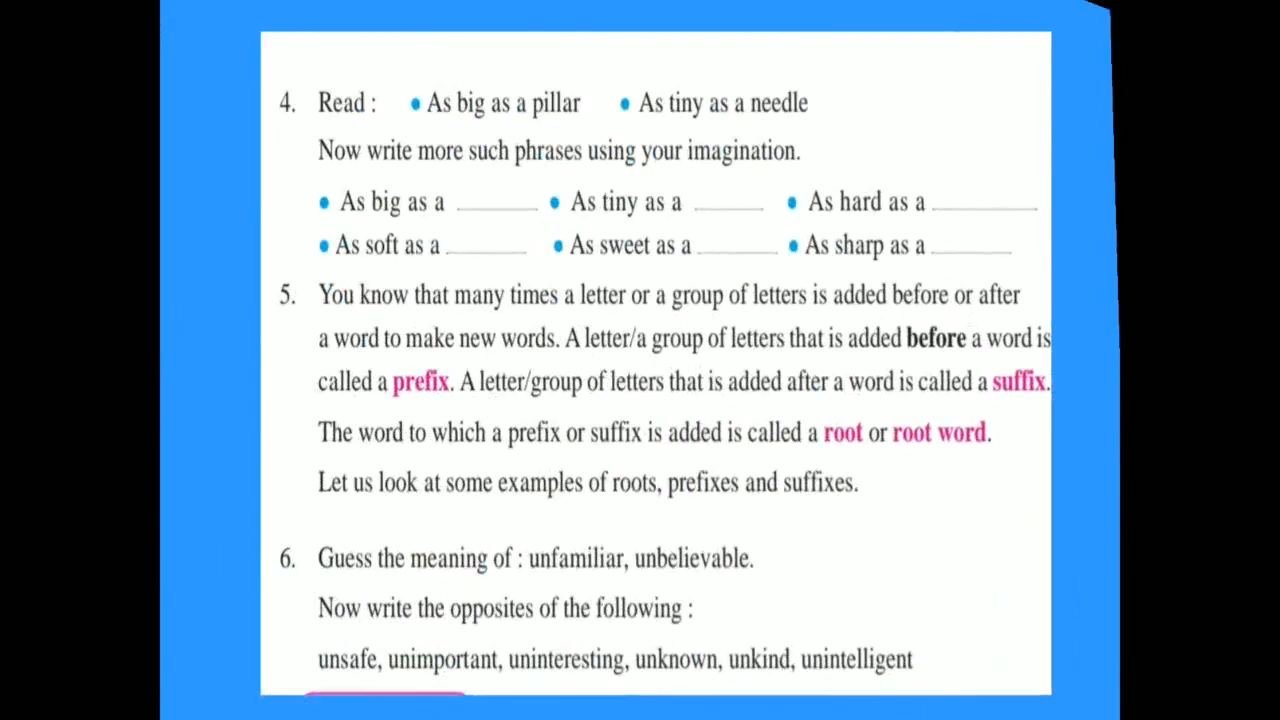 4. Read : • As big as a pillar • As tiny as a needle
Now write more such phrases using your imagination.
• As big as a ________ • As tiny as a ________ • As hard as a ________
• As soft as a ________ • As sweet as a ________ • As sharp as a ________
5. You know that many times a letter or a group of letters is added before or after
a word to make new words. A letter/a group of letters that is added before a word is
called a prefix. A letter/group of letters that is added after a word is called a suffix.
The word to which a prefix or suffix is added is called a root or root word.
Let us look at some examples of roots, prefixes and suffixes.
6. Guess the meaning of : unfamiliar, unbelievable.
Now write the opposites of the following :
unsafe, unimportant, uninteresting, unknown, unkind, unintelligent